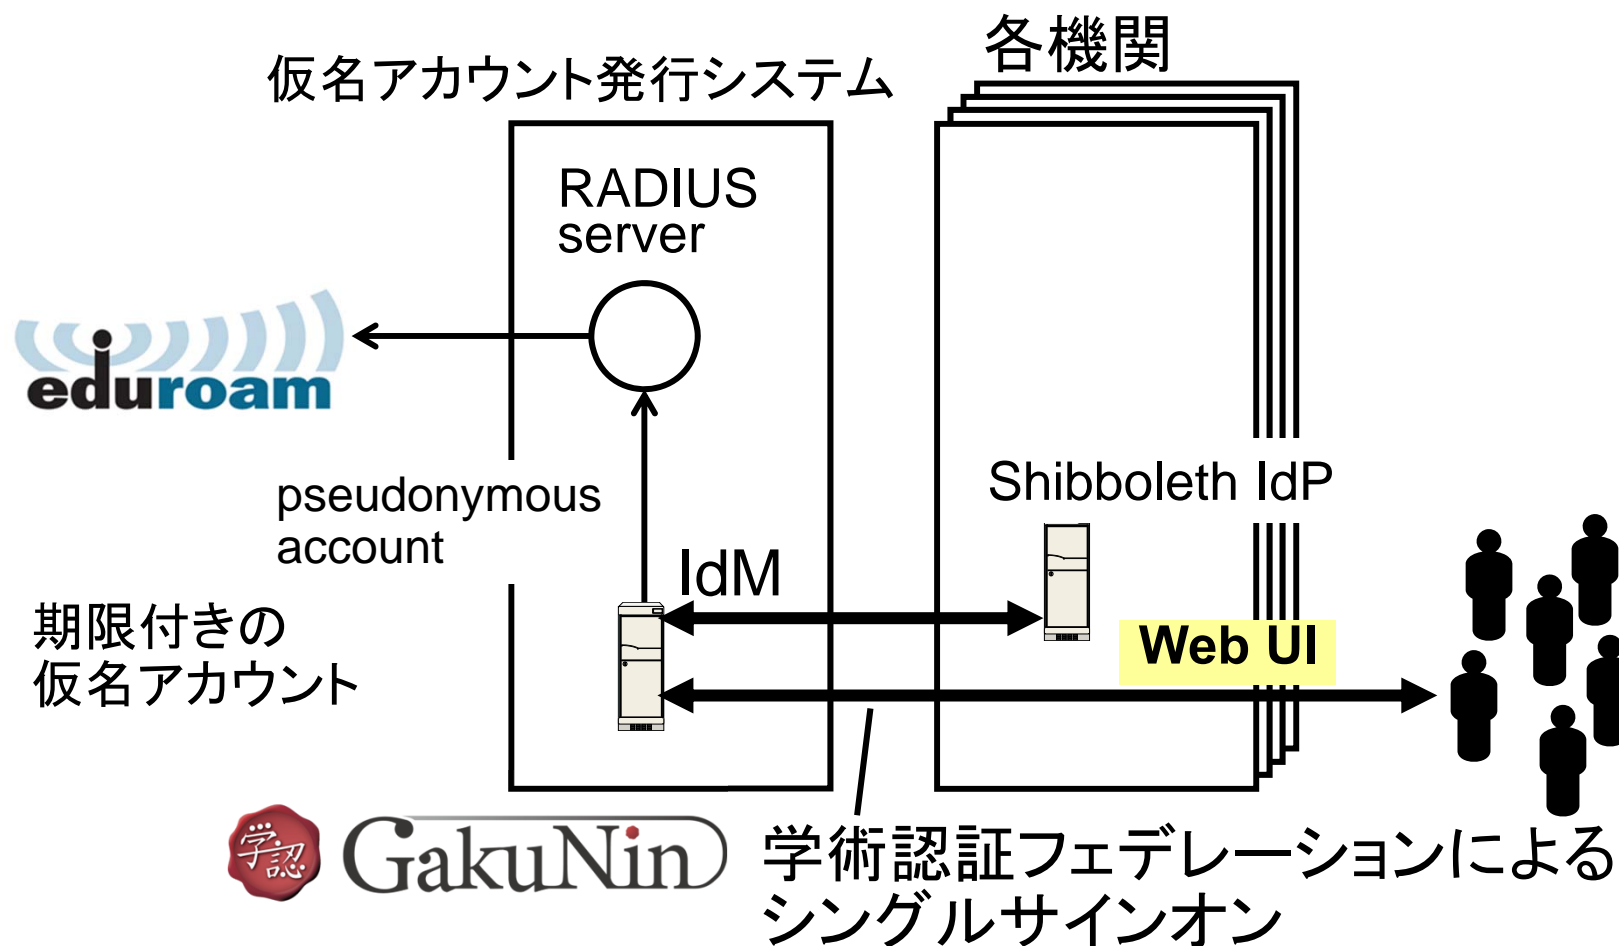 各機関
仮名アカウント発行システム
RADIUS
server
eduroam
pseudonymous
account
Shibboleth IdP
IdM
期限付きの
仮名アカウント
Web UI
学認
GakuNin
学術認証フェデレーションによる
シングルサインオン